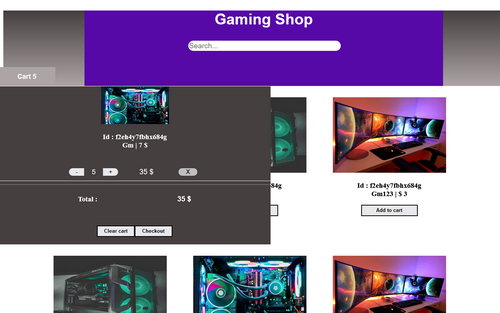 Gaming Shop
Search...
Cart 5
Id : f2eh4y7fbhx684g
Gm | 7 $
- 5 + 35 $ X
Total : 35 $
Clear cart Checkout
684g
Id : f2eh4y7fbhx684g
Gm123 | $ 3
Add to cart